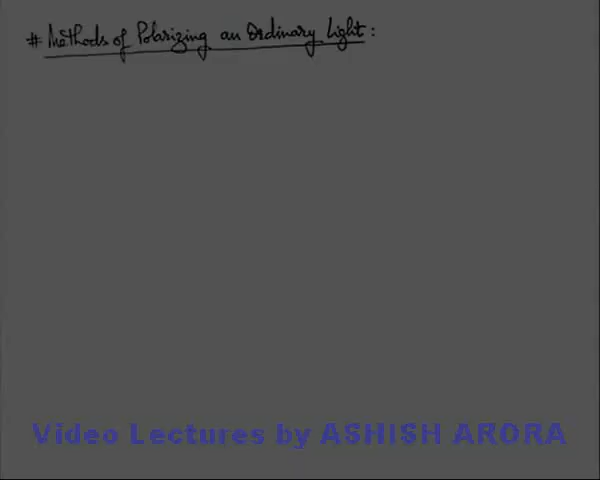 # Methods of Polarizing an Ordinary Light :
Video Lectures by ASHISH ARORA